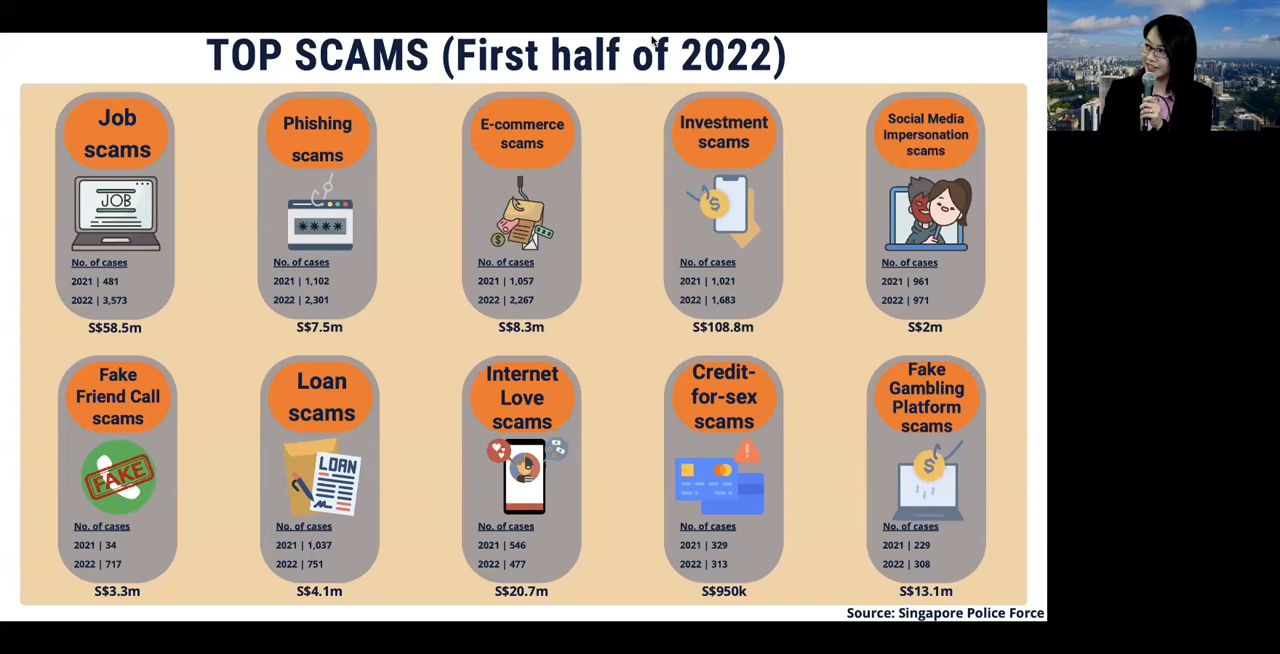 TOP SCAMS (First half of 2022)
Job
scams
JOB
No. of cases
2021 | 481
2022 | 3,573
S$58.5m
Phishing
scams
****
No. of cases
2021 | 1,102
2022 | 2,301
S$7.5m
E-commerce
scams
$
No. of cases
2021 | 1,057
2022 | 2,267
S$8.3m
Investment
scams
$
No. of cases
2021 | 1,021
2022 | 1,683
S$108.8m
Social Media
Impersonation
scams
No. of cases
2021 | 961
2022 | 971
S$2m
Fake
Friend Call
scams
FAKE
No. of cases
2021 | 34
2022 | 717
S$3.3m
Loan
scams
LOAN
No. of cases
2021 | 1,037
2022 | 751
S$4.1m
Internet
Love
scams
No. of cases
2021 | 546
2022 | 477
S$20.7m
Credit-
for-sex
scams
!
No. of cases
2021 | 329
2022 | 313
S$950k
Fake
Gambling
Platform
scams
$
No. of cases
2021 | 229
2022 | 308
S$13.1m
Source: Singapore Police Force